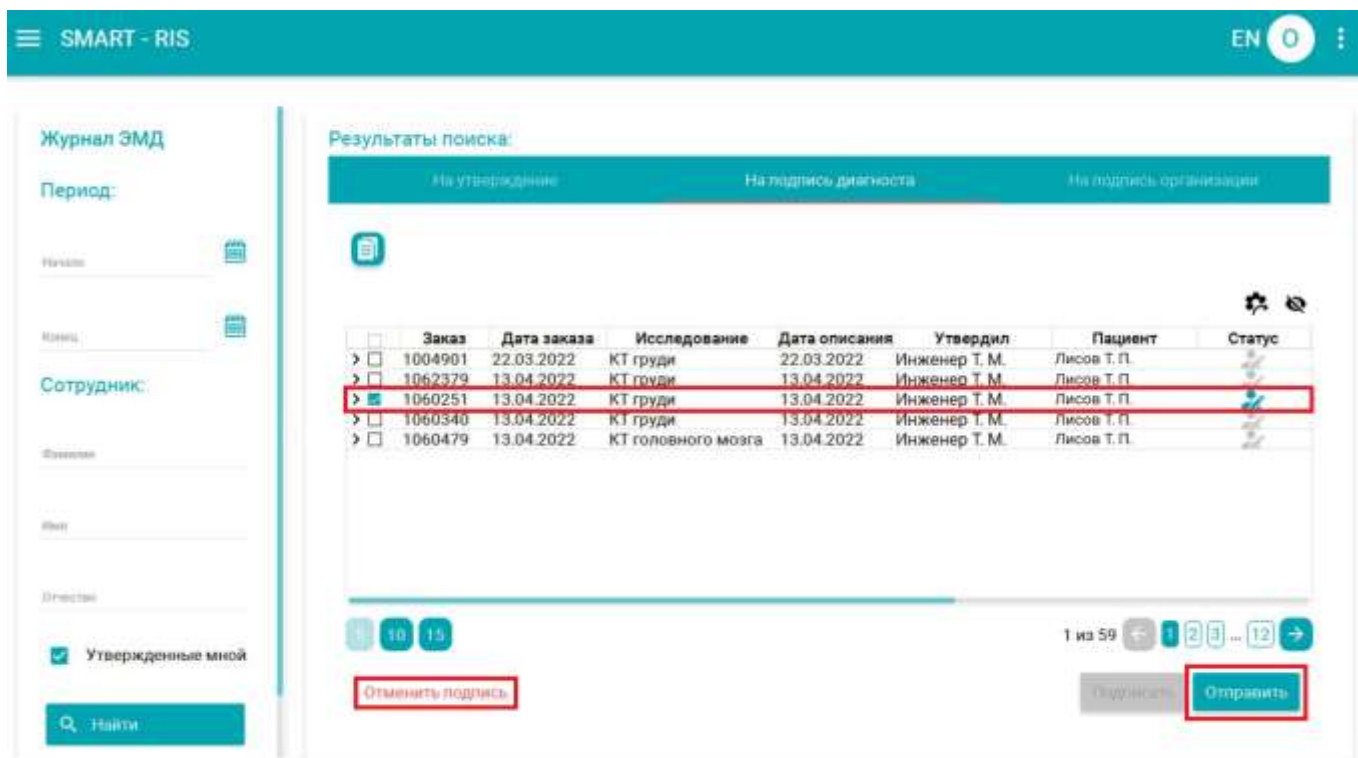 SMART - RIS
EN O
Журнал ЭМД
Период:
Начало
Конец
Сотрудник:
Фамилия
Имя
Отчество
Утвержденные мной
Найти
Результаты поиска:
На утверждение На подпись диагноста На подпись организации
Заказ Дата заказа Исследование Дата описания Утвердил Пациент Статус
1004901 22.03.2022 КТ груди 22.03.2022 Инженер Т. М. Лисов Т. П.
1062379 13.04.2022 КТ груди 13.04.2022 Инженер Т. М. Лисов Т. П.
1060251 13.04.2022 КТ груди 13.04.2022 Инженер Т. М. Лисов Т. П.
1060340 13.04.2022 КТ груди 13.04.2022 Инженер Т. М. Лисов Т. П.
1060479 13.04.2022 КТ головного мозга 13.04.2022 Инженер Т. М. Лисов Т. П.
5 10 15
1 из 59 1 2 3 ... 12
Отменить подпись Подписать Отправить